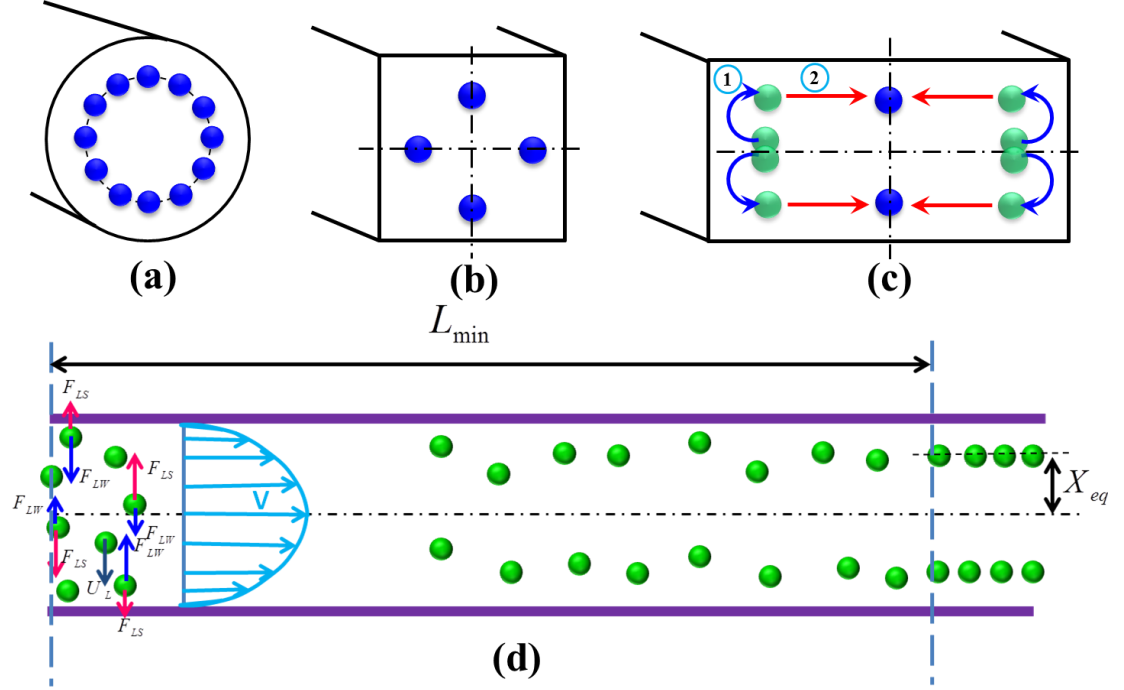 1
2
(a)
(b)
(c)
L_min
F_LS
F_LW
F_LS
F_LW
F_LW
F_LW
F_LS
U_L
F_LS
V
X_eq
(d)